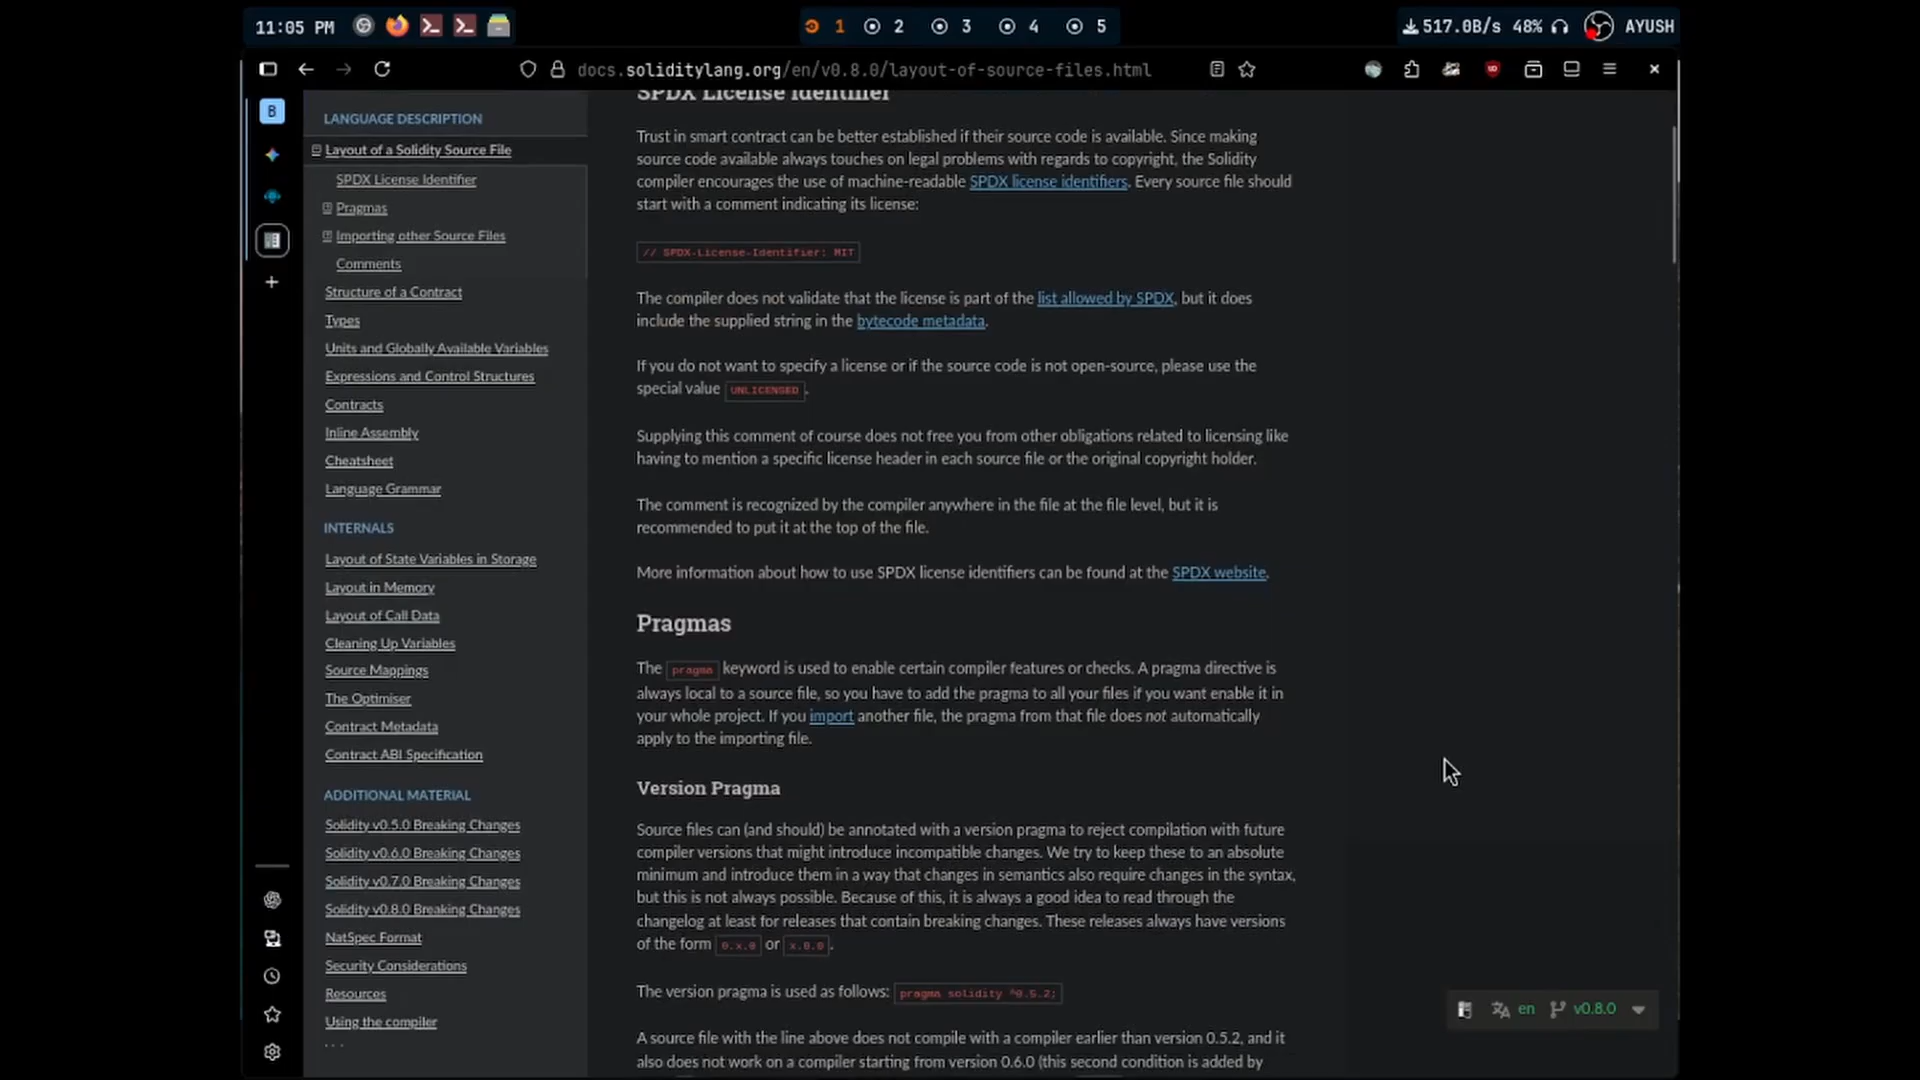 11:05 PM
1 2 3 4 5
517.0B/s 48% AYUSH
docs.soliditylang.org/en/v0.8.0/layout-of-source-files.html
B
LANGUAGE DESCRIPTION
Layout of a Solidity Source File
SPDX License Identifier
Pragmas
Importing other Source Files
Comments
Structure of a Contract
Types
Units and Globally Available Variables
Expressions and Control Structures
Contracts
Inline Assembly
Cheatsheet
Language Grammar
INTERNALS
Layout of State Variables in Storage
Layout in Memory
Layout of Call Data
Cleaning Up Variables
Source Mappings
The Optimiser
Contract Metadata
Contract ABI Specification
ADDITIONAL MATERIAL
Solidity v0.5.0 Breaking Changes
Solidity v0.6.0 Breaking Changes
Solidity v0.7.0 Breaking Changes
Solidity v0.8.0 Breaking Changes
NatSpec Format
Security Considerations
Resources
Using the compiler
SPDX License Identifier
Trust in smart contract can be better established if their source code is available. Since making
source code available always touches on legal problems with regards to copyright, the Solidity
compiler encourages the use of machine-readable SPDX license identifiers. Every source file should
start with a comment indicating its license:
// SPDX-License-Identifier: MIT
The compiler does not validate that the license is part of the list allowed by SPDX, but it does
include the supplied string in the bytecode metadata.
If you do not want to specify a license or if the source code is not open-source, please use the
special value UNLICENSED.
Supplying this comment of course does not free you from other obligations related to licensing like
having to mention a specific license header in each source file or the original copyright holder.
The comment is recognized by the compiler anywhere in the file at the file level, but it is
recommended to put it at the top of the file.
More information about how to use SPDX license identifiers can be found at the SPDX website.
Pragmas
The pragma keyword is used to enable certain compiler features or checks. A pragma directive is
always local to a source file, so you have to add the pragma to all your files if you want enable it in
your whole project. If you import another file, the pragma from that file does not automatically
apply to the importing file.
Version Pragma
Source files can (and should) be annotated with a version pragma to reject compilation with future
compiler versions that might introduce incompatible changes. We try to keep these to an absolute
minimum and introduce them in a way that changes in semantics also require changes in the syntax,
but this is not always possible. Because of this, it is always a good idea to read through the
changelog at least for releases that contain breaking changes. These releases always have versions
of the form 0.x.0 or x.0.0.
The version pragma is used as follows: pragma solidity ^0.5.2;
A source file with the line above does not compile with a compiler earlier than version 0.5.2, and it
also does not work on a compiler starting from version 0.6.0 (this second condition is added by
en v0.8.0